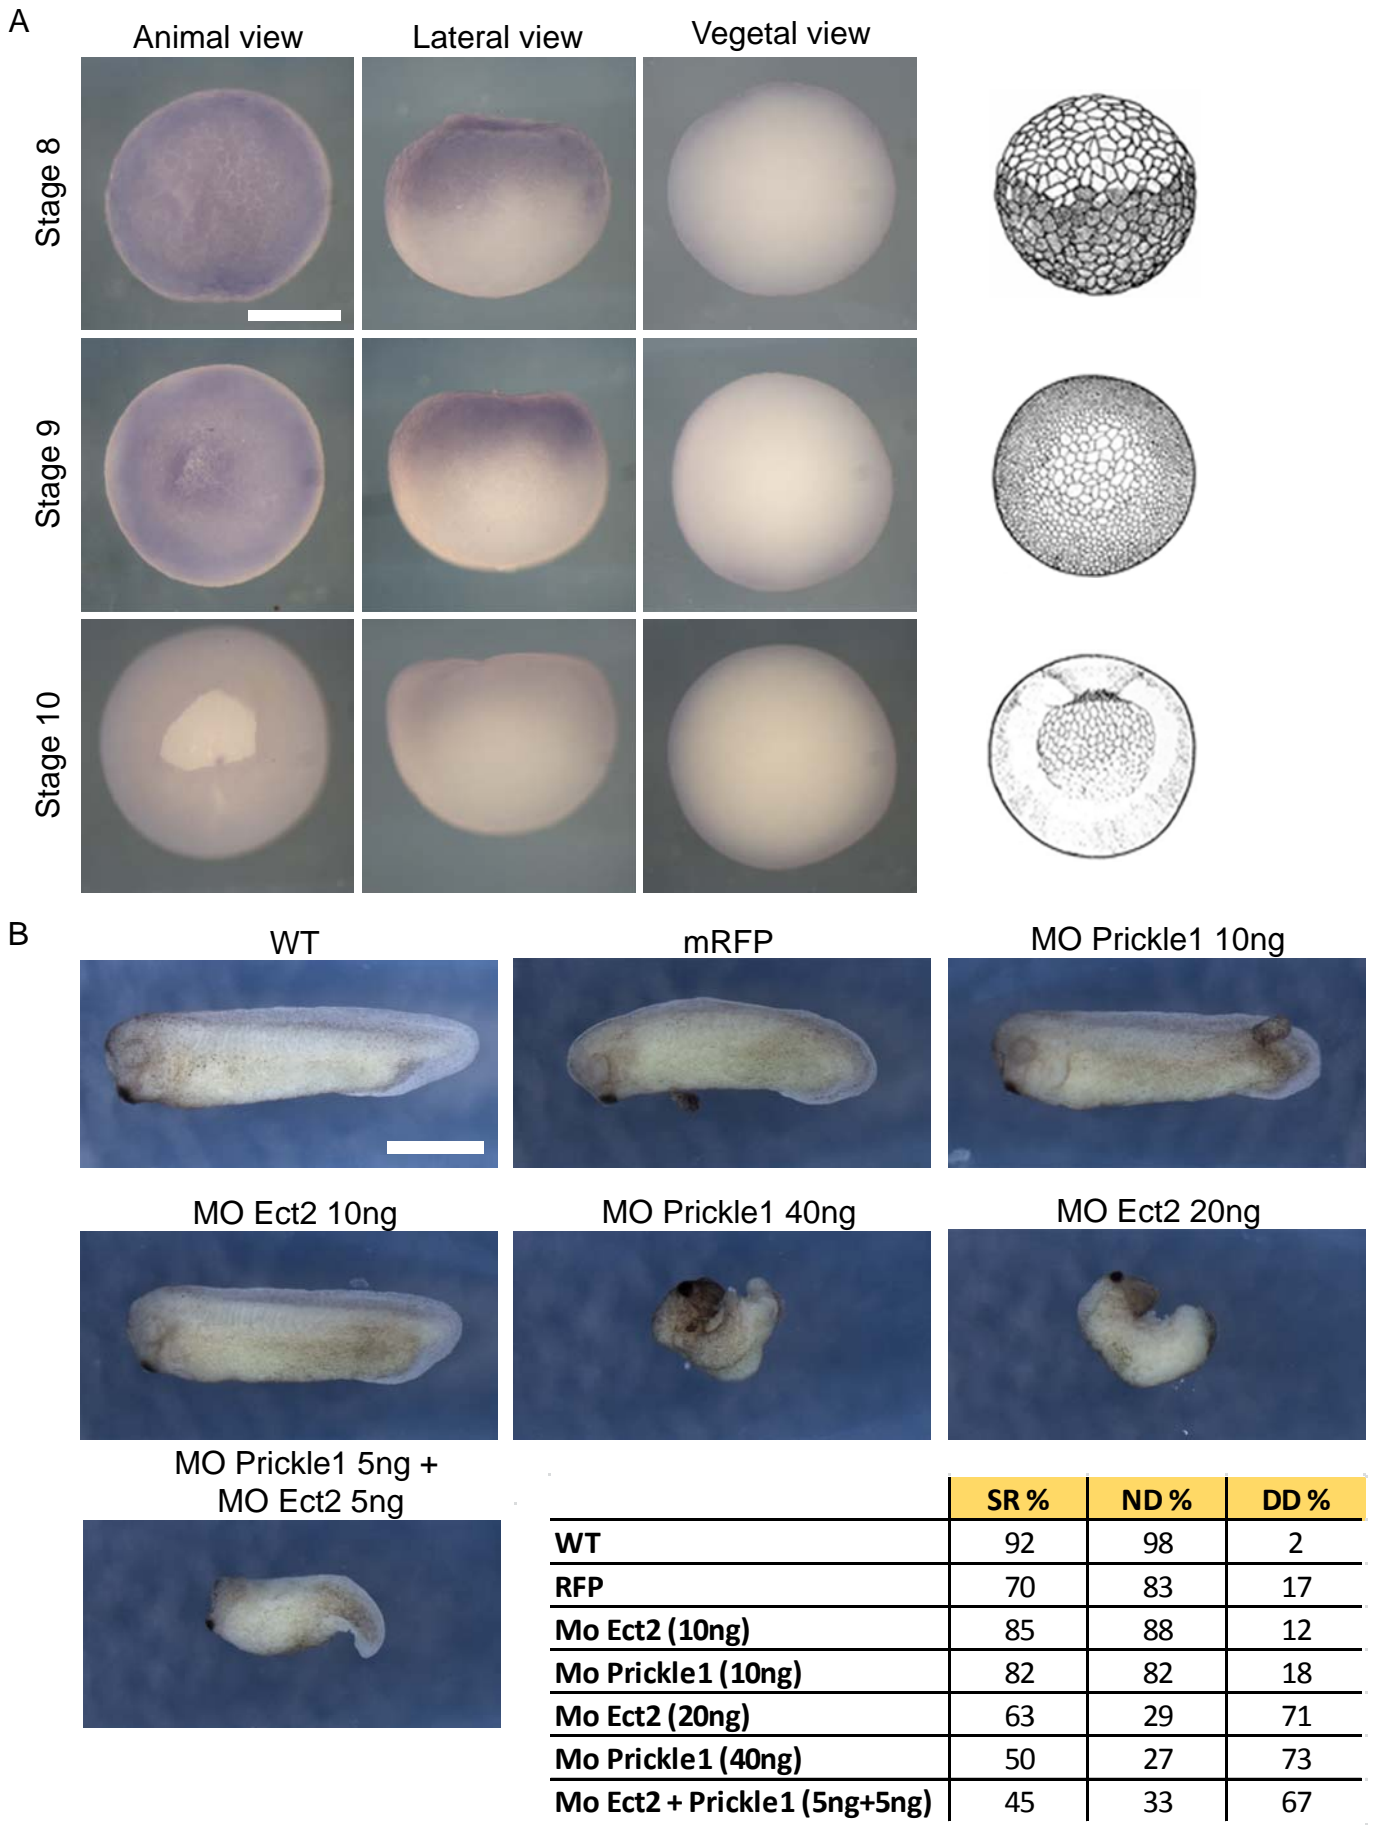 A
Animal view Lateral view Vegetal view
Stage 8
Stage 9
Stage 10
B
WT mRFP MO Prickle1 10ng
MO Ect2 10ng MO Prickle1 40ng MO Ect2 20ng
MO Prickle1 5ng +
MO Ect2 5ng
SR % ND % DD %
WT 92 98 2
RFP 70 83 17
Mo Ect2 (10ng) 85 88 12
Mo Prickle1 (10ng) 82 82 18
Mo Ect2 (20ng) 63 29 71
Mo Prickle1 (40ng) 50 27 73
Mo Ect2 + Prickle1 (5ng+5ng) 45 33 67